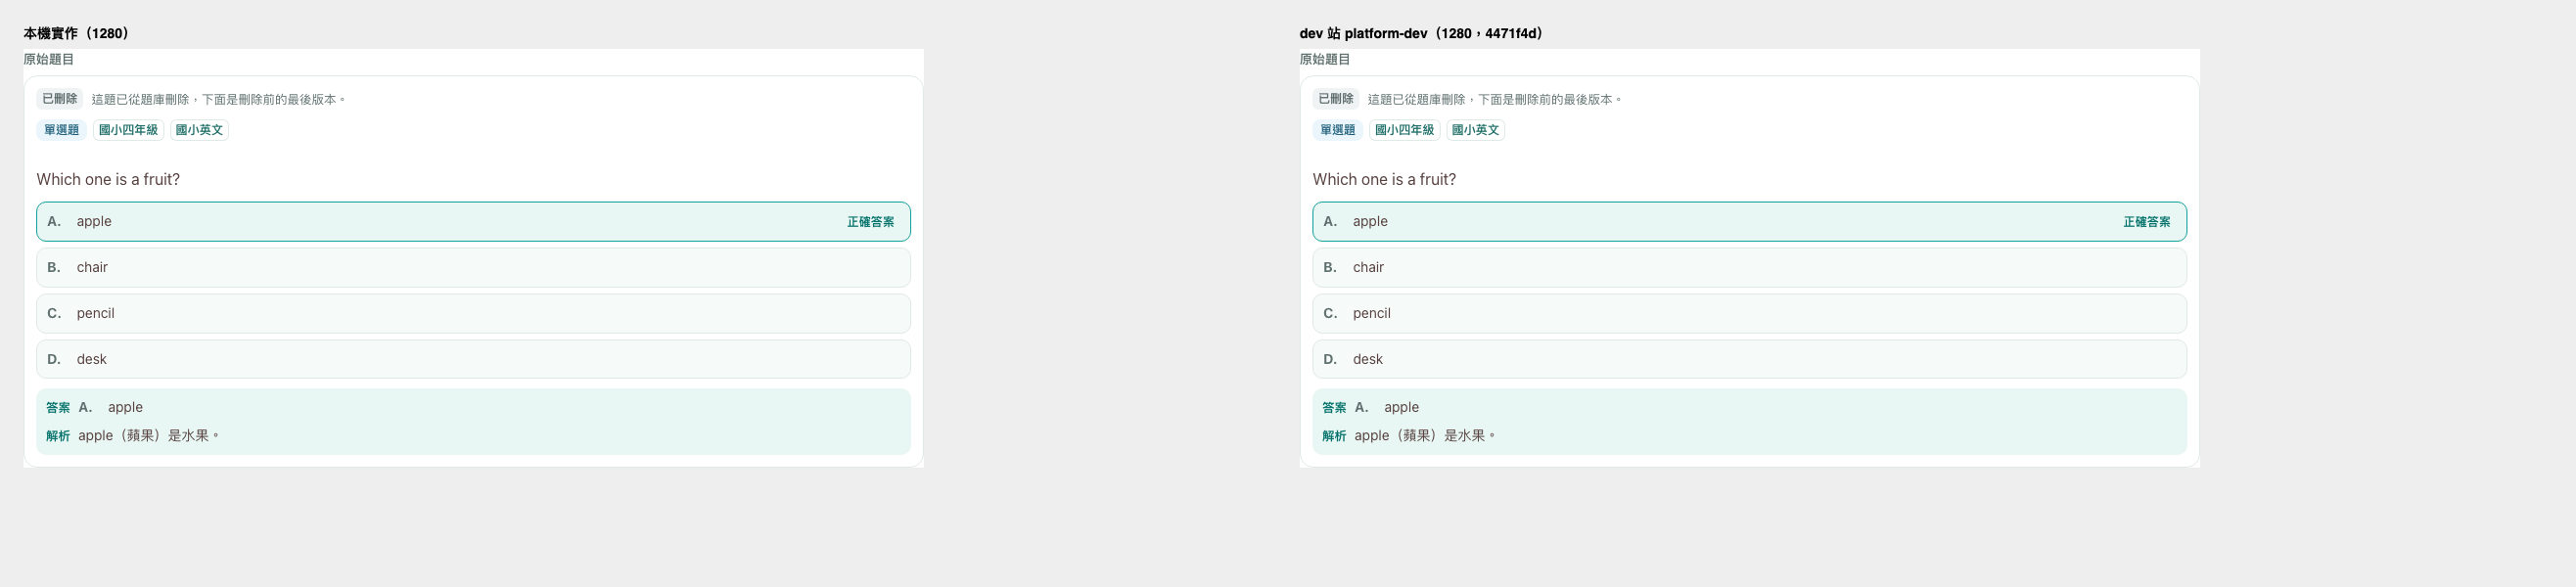 本機實作（1280）
原始題目
已刪除 這題已從題庫刪除，下面是刪除前的最後版本。
單選題 國小四年級 國小英文
Which one is a fruit?
A. apple 正確答案
B. chair
C. pencil
D. desk
答案 A. apple
解析 apple（蘋果）是水果。
dev 站 platform-dev（1280，4471f4d）
原始題目
已刪除 這題已從題庫刪除，下面是刪除前的最後版本。
單選題 國小四年級 國小英文
Which one is a fruit?
A. apple 正確答案
B. chair
C. pencil
D. desk
答案 A. apple
解析 apple（蘋果）是水果。